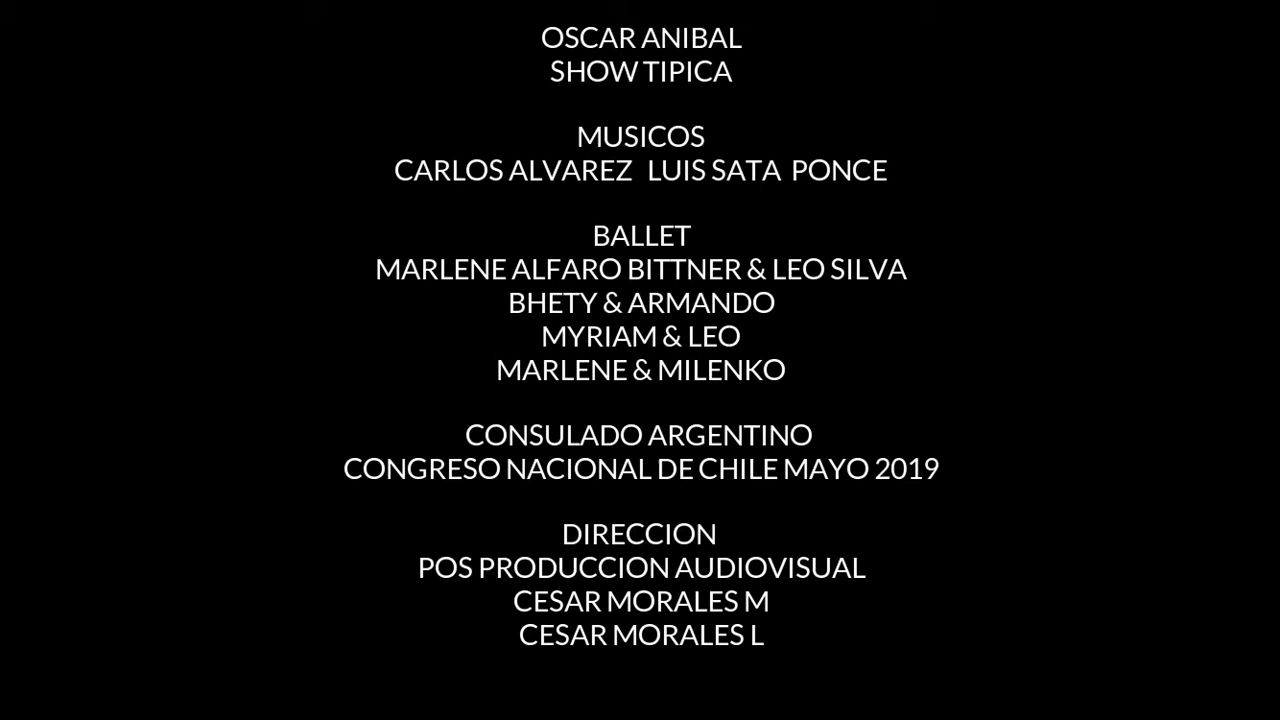 OSCAR ANIBAL
SHOW TIPICA
MUSICOS
CARLOS ALVAREZ LUIS SATA PONCE
BALLET
MARLENE ALFARO BITTNER & LEO SILVA
BHETY & ARMANDO
MYRIAM & LEO
MARLENE & MILENKO
CONSULADO ARGENTINO
CONGRESO NACIONAL DE CHILE MAYO 2019
DIRECCION
POS PRODUCCION AUDIOVISUAL
CESAR MORALES M
CESAR MORALES L